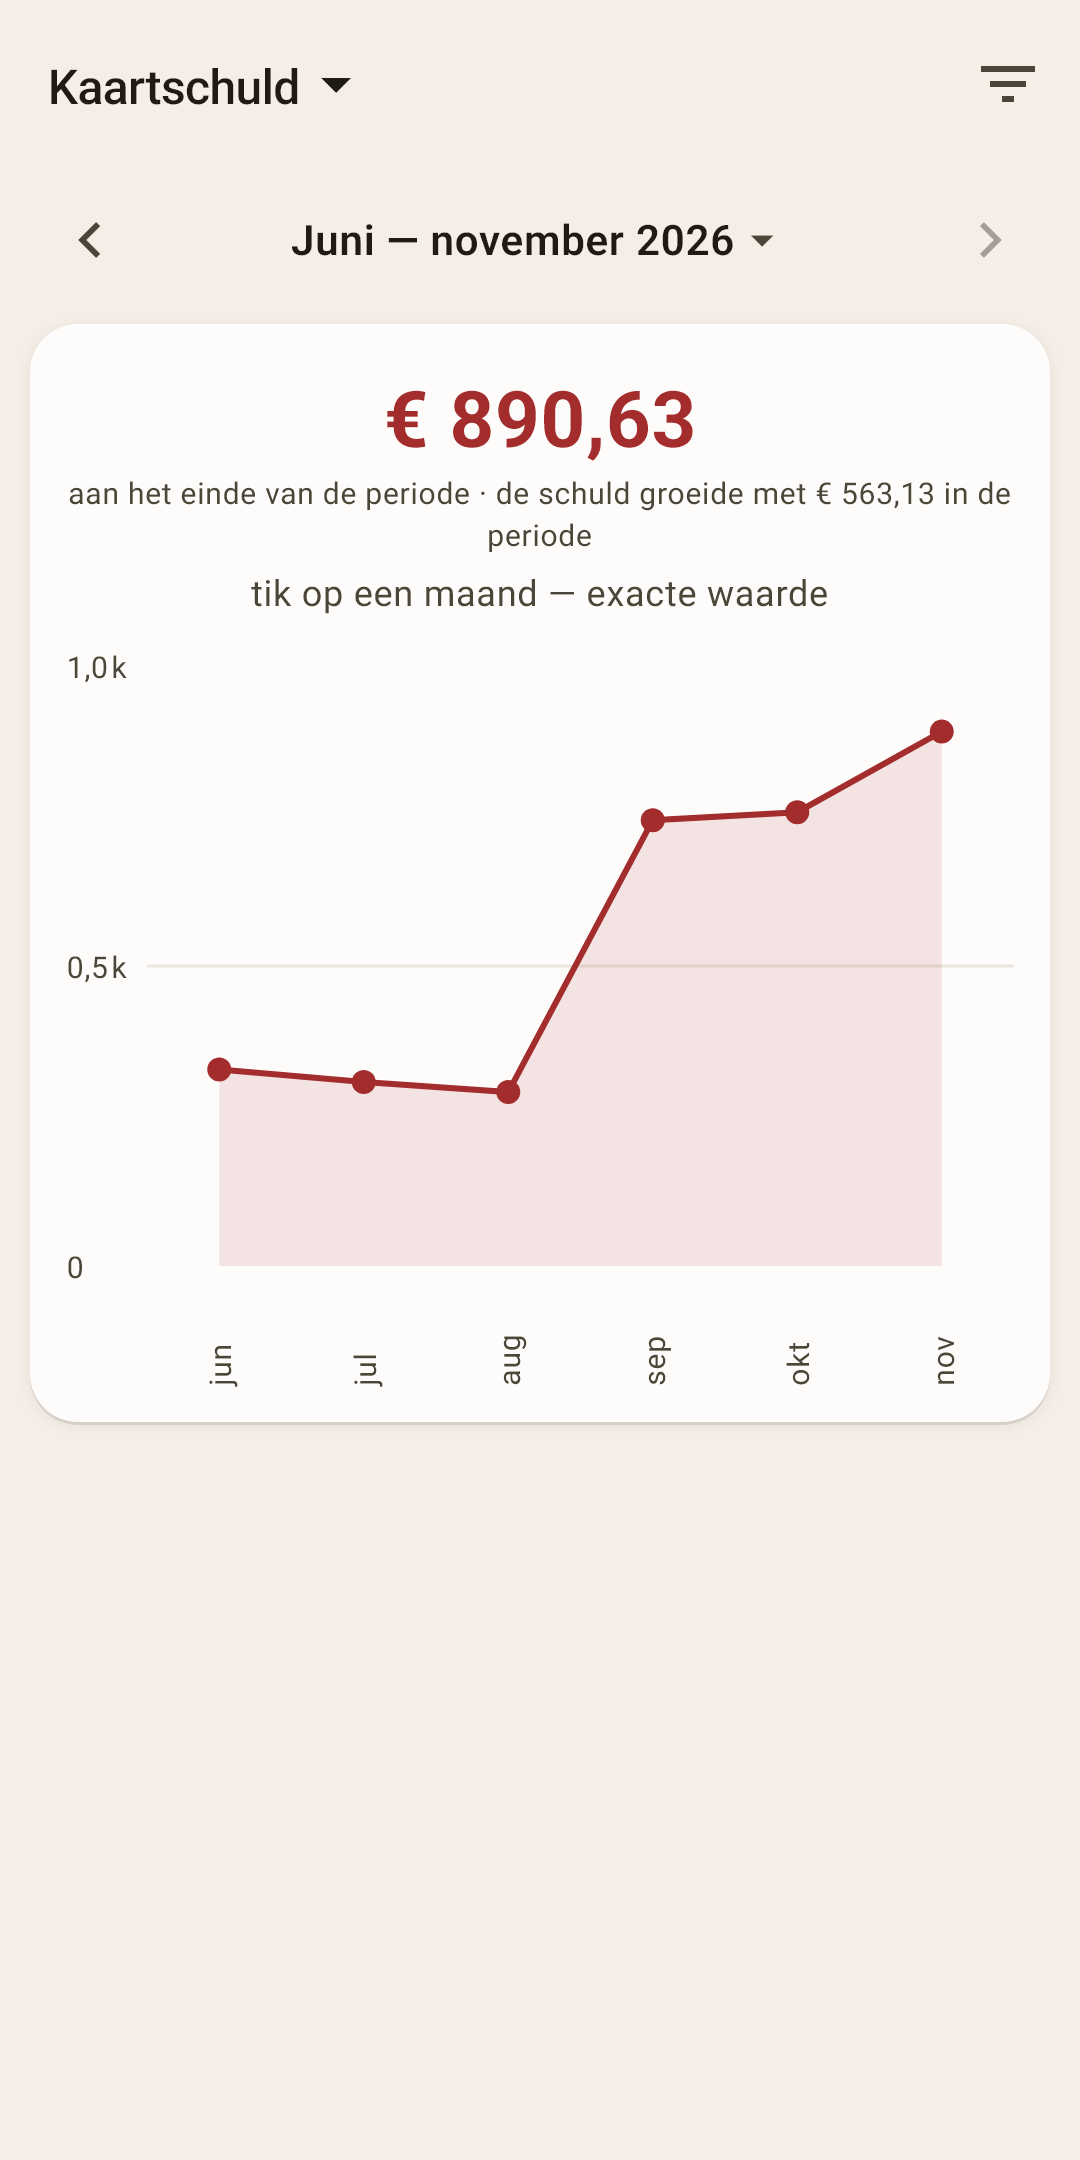 Kaartschuld
Juni — november 2026
€ 890,63
aan het einde van de periode · de schuld groeide met € 563,13 in de
periode
tik op een maand — exacte waarde
1,0k
0,5k
0
jun
jul
aug
sep
okt
nov